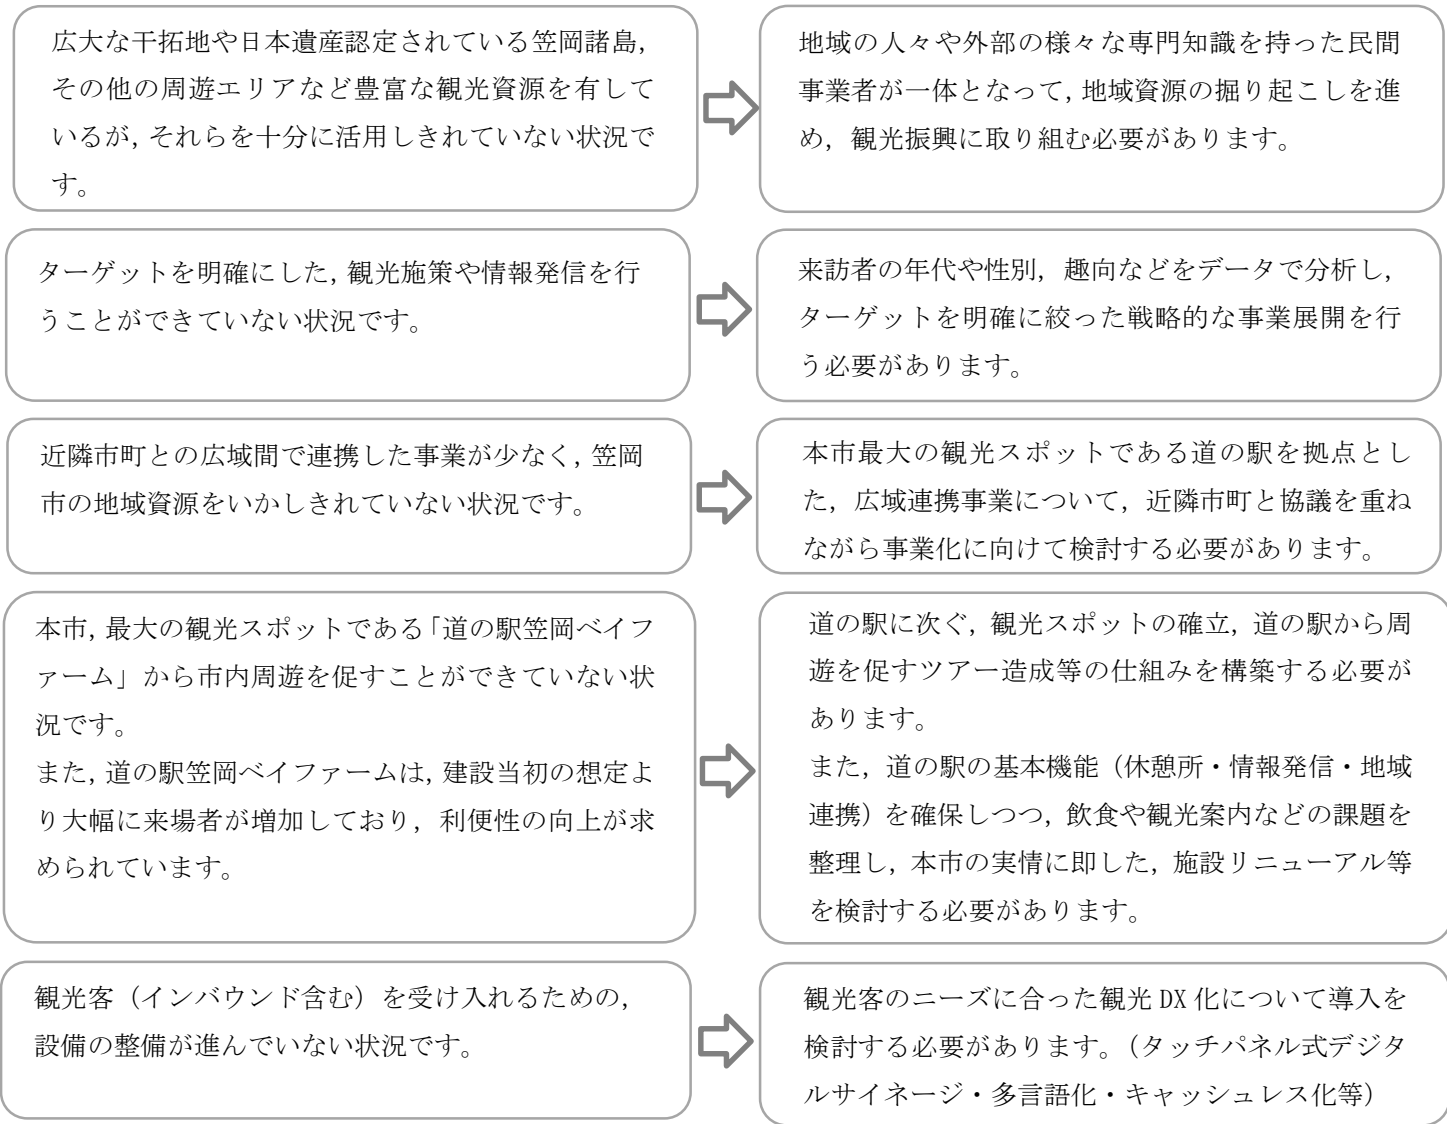 広大な干拓地や日本遺産認定されている笠岡諸島,
その他の周遊エリアなど豊富な観光資源を有して
いるが,それらを十分に活用しきれていない状況で
す。
地域の人々や外部の様々な専門知識を持った民間
事業者が一体となって,地域資源の掘り起こしを進
め,観光振興に取り組む必要があります。
ターゲットを明確にした,観光施策や情報発信を行
うことができていない状況です。
来訪者の年代や性別,趣向などをデータで分析し,
ターゲットを明確に絞った戦略的な事業展開を行
う必要があります。
近隣市町との広域間で連携した事業が少なく,笠岡
市の地域資源をいかしきれていない状況です。
本市最大の観光スポットである道の駅を拠点とし
た,広域連携事業について,近隣市町と協議を重ね
ながら事業化に向けて検討する必要があります。
本市,最大の観光スポットである「道の駅笠岡ベイフ
ァーム」から市内周遊を促すことができていない状
況です。
また,道の駅笠岡ベイファームは,建設当初の想定よ
り大幅に来場者が増加しており,利便性の向上が求
められています。
道の駅に次ぐ,観光スポットの確立,道の駅から周
遊を促すツアー造成等の仕組みを構築する必要が
あります。
また,道の駅の基本機能(休憩所・情報発信・地域
連携)を確保しつつ,飲食や観光案内などの課題を
整理し,本市の実情に即した,施設リニューアル等
を検討する必要があります。
観光客(インバウンド含む)を受け入れるための,
設備の整備が進んでいない状況です。
観光客のニーズに合った観光 DX 化について導入を
検討する必要があります。(タッチパネル式デジタ
ルサイネージ・多言語化・キャッシュレス化等)